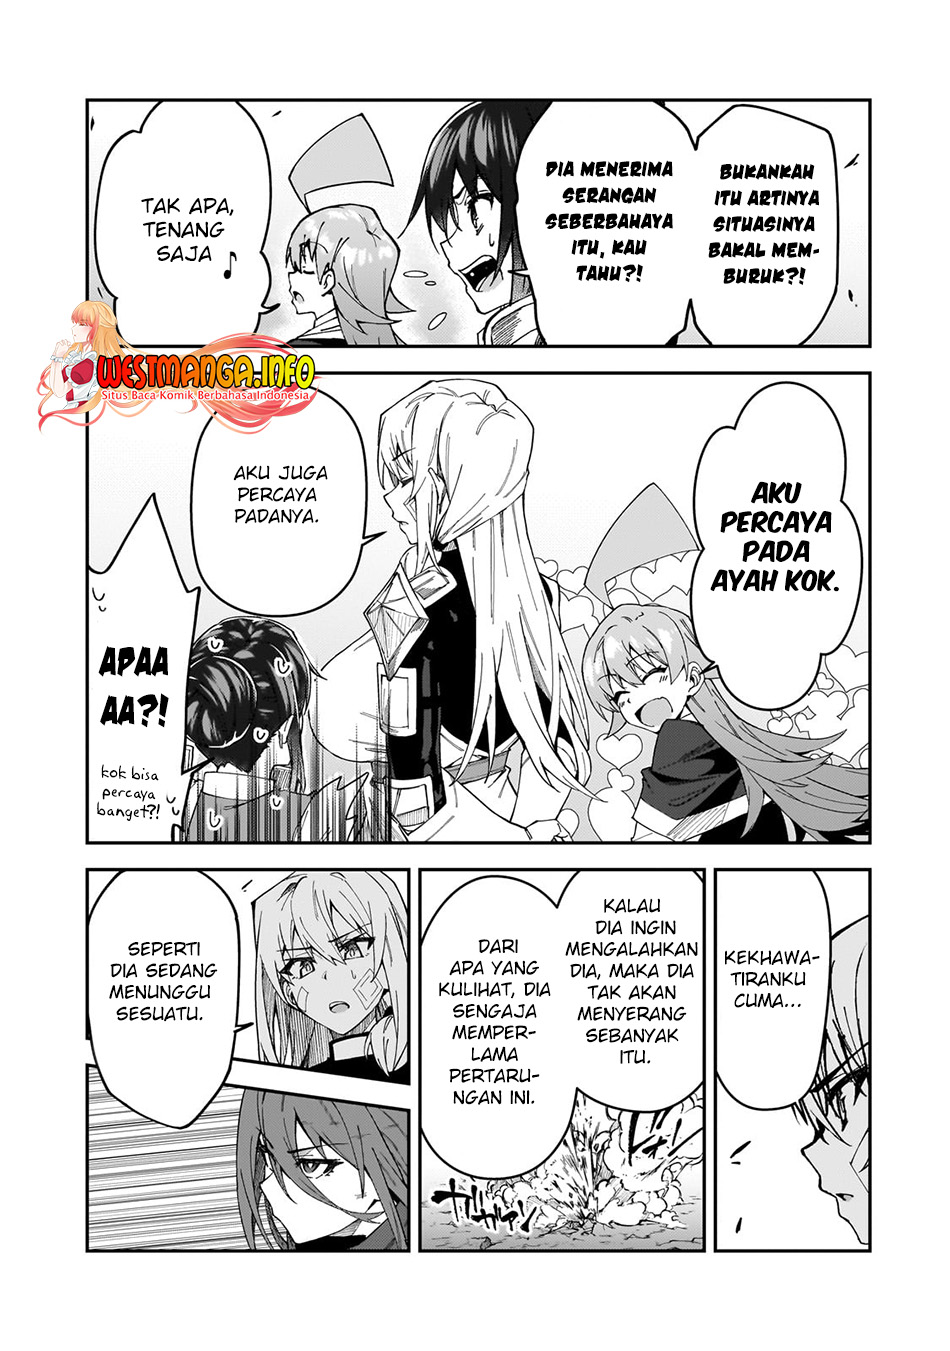 BUKANKAH
ITU ARTINYA
SITUASINYA
BAKAL MEM-
BURUK?!
DIA MENERIMA
SERANGAN
SEBERBAHAYA
ITU, KAU
TAHU?!
TAK APA,
TENANG
SAJA ♪
WESTMANGA.INFO
Situs Baca Komik Berbahasa Indonesia
AKU
PERCAYA
PADA
AYAH KOK.
AKU JUGA
PERCAYA
PADANYA.
APAA
AA?!
kok bisa
percaya
banget?!
KEKHAWA-
TIRANKU
CUMA...
KALAU
DIA INGIN
MENGALAHKAN
DIA, MAKA DIA
TAK AKAN
MENYERANG
SEBANYAK
ITU.
DARI
APA YANG
KULIHAT, DIA
SENGAJA
MEMPER-
LAMA
PERTARU-
NGAN INI.
SEPERTI
DIA SEDANG
MENUNGGU
SESUATU.